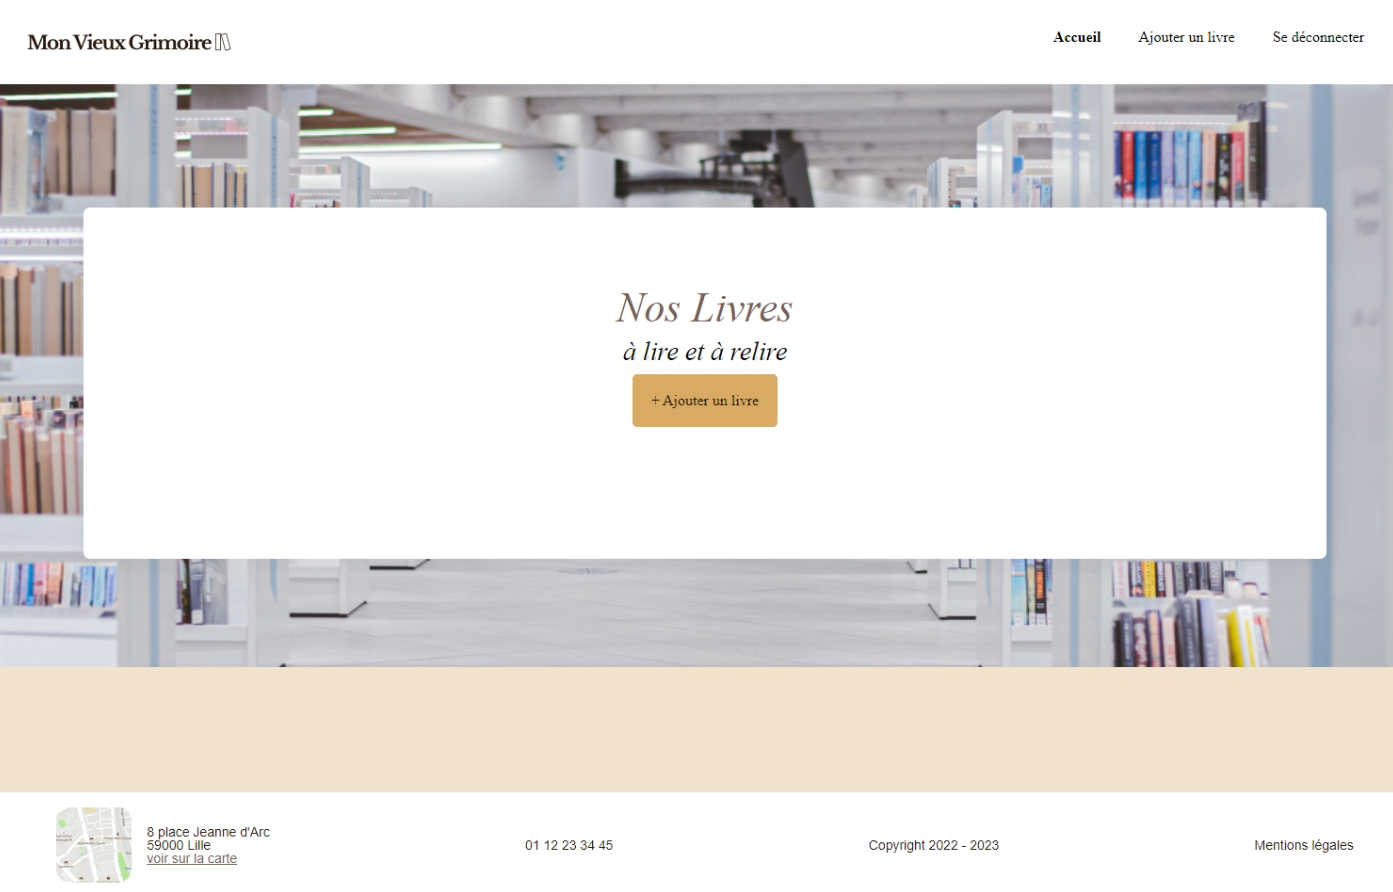 Mon Vieux Grimoire
Accueil
Ajouter un livre
Se déconnecter
Nos Livres
à lire et à relire
+ Ajouter un livre
8 place Jeanne d'Arc
59000 Lille
voir sur la carte
01 12 23 34 45
Copyright 2022 - 2023
Mentions légales